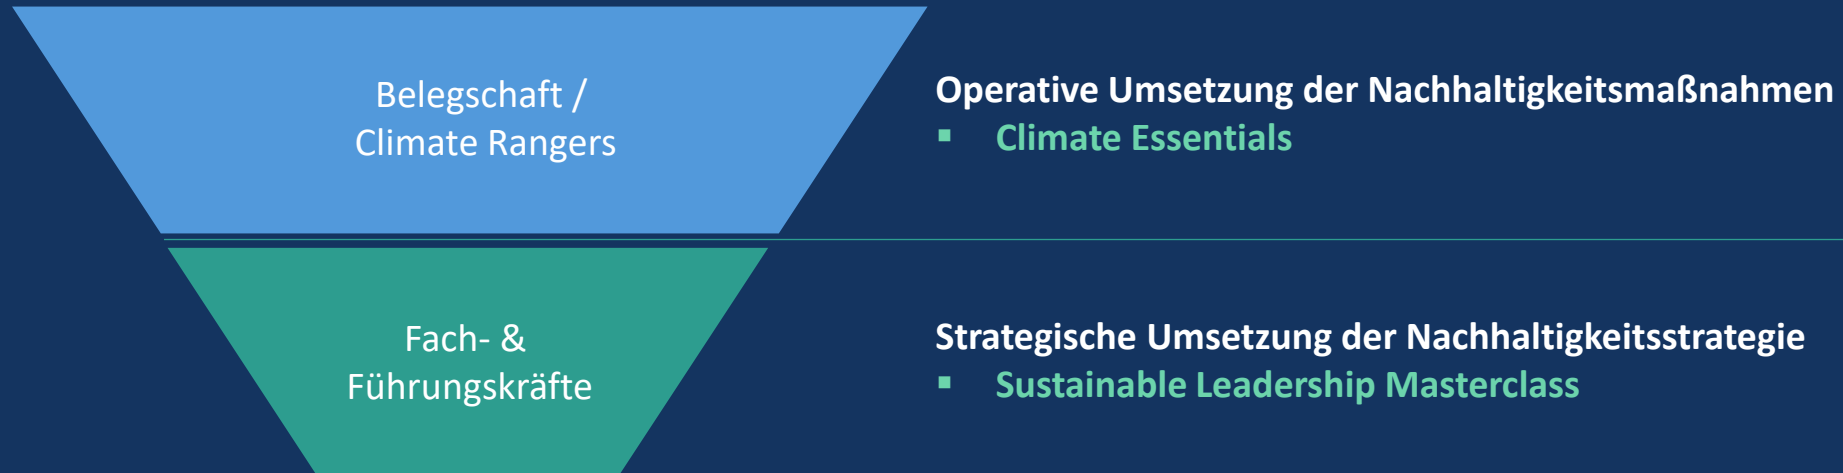 Belegschaft /
Climate Rangers
Operative Umsetzung der Nachhaltigkeitsmaßnahmen
▪ Climate Essentials
Fach- &
Führungskräfte
Strategische Umsetzung der Nachhaltigkeitsstrategie
▪ Sustainable Leadership Masterclass